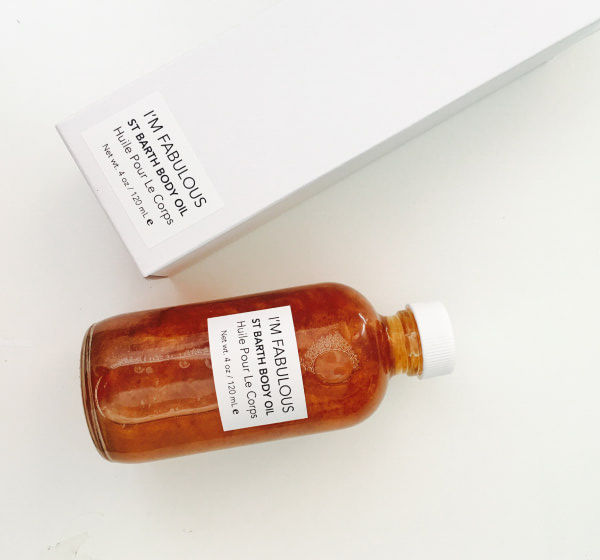 I'M FABULOUS
ST BARTH BODY OIL
Huile Pour Le Corps
Net wt. 4 oz / 120 mL e
I'M FABULOUS
ST BARTH BODY OIL
Huile Pour Le Corps
Net wt. 4 oz / 120 mL e